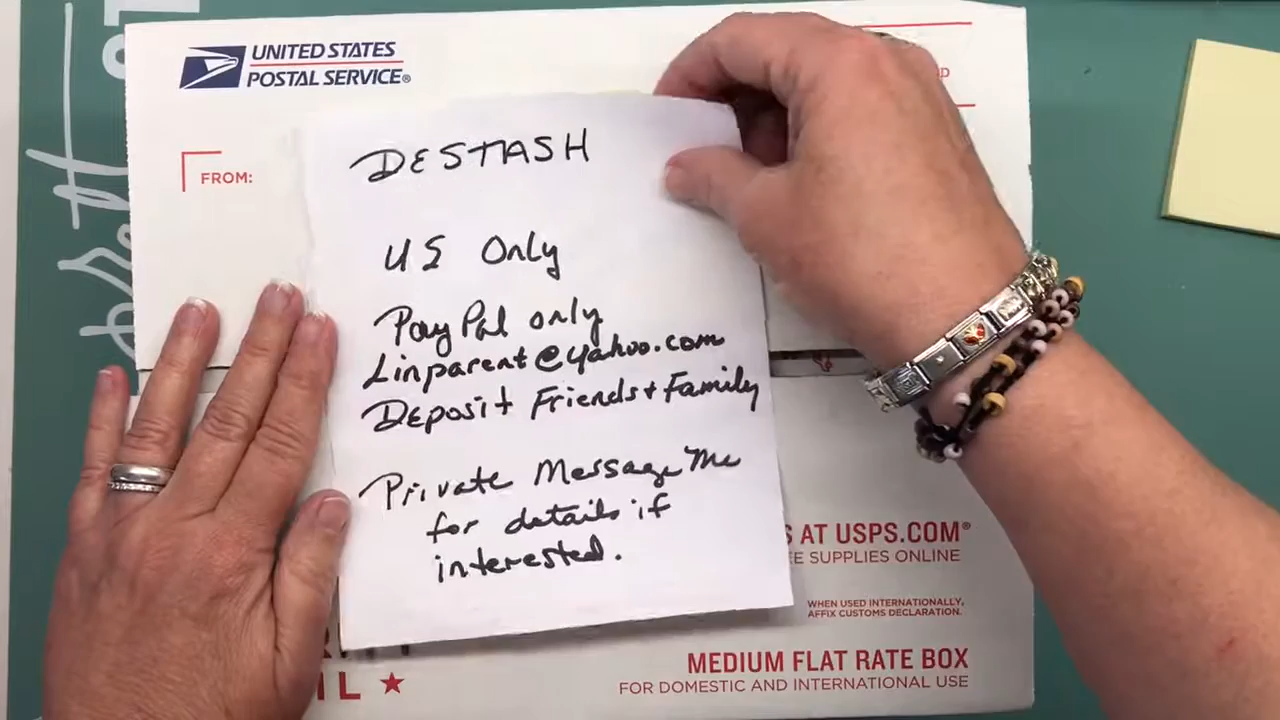 UNITED STATES
POSTAL SERVICE®
FROM:
DESTASH
US Only
PayPal only
Linparent@yahoo.com
Deposit Friends + Family
Private Message Me
for details if
interested.
S AT USPS.COM®
EE SUPPLIES ONLINE
WHEN USED INTERNATIONALLY,
AFFIX CUSTOMS DECLARATION.
MEDIUM FLAT RATE BOX
FOR DOMESTIC AND INTERNATIONAL USE